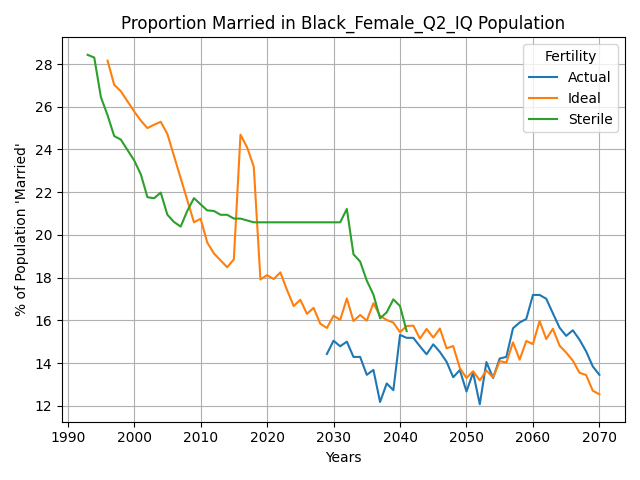 Proportion Married in Black_Female_Q2_IQ Population
% of Population 'Married'
28
26
24
22
20
18
16
14
12
Fertility
Actual
Ideal
Sterile
1990 2000 2010 2020 2030 2040 2050 2060 2070
Years